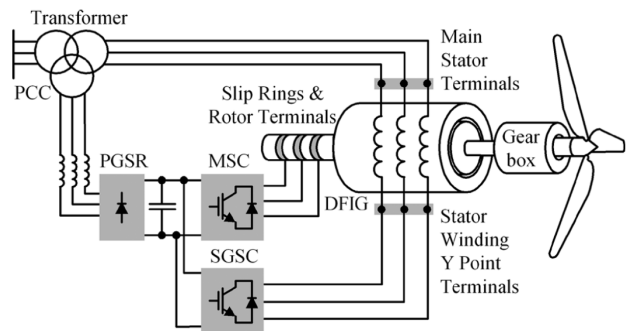 Transformer
PCC
Main
Stator
Terminals
Slip Rings &
Rotor Terminals
PGSR
MSC
Gear
box
DFIG
SGSC
Stator
Winding
Y Point
Terminals